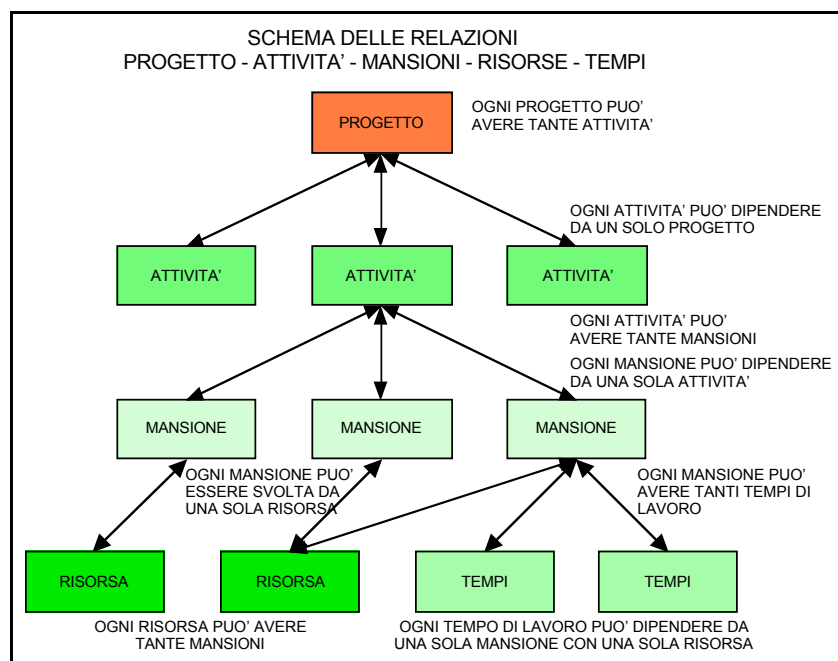 SCHEMA DELLE RELAZIONI
PROGETTO - ATTIVITA' - MANSIONI - RISORSE - TEMPI
PROGETTO
OGNI PROGETTO PUO'
AVERE TANTE ATTIVITA'
OGNI ATTIVITA' PUO' DIPENDERE
DA UN SOLO PROGETTO
ATTIVITA'
ATTIVITA'
ATTIVITA'
OGNI ATTIVITA' PUO'
AVERE TANTE MANSIONI
OGNI MANSIONE PUO' DIPENDERE
DA UNA SOLA ATTIVITA'
MANSIONE
MANSIONE
MANSIONE
OGNI MANSIONE PUO'
ESSERE SVOLTA DA
UNA SOLA RISORSA
OGNI MANSIONE PUO'
AVERE TANTI TEMPI DI
LAVORO
RISORSA
RISORSA
TEMPI
TEMPI
OGNI RISORSA PUO' AVERE
TANTE MANSIONI
OGNI TEMPO DI LAVORO PUO' DIPENDERE DA
UNA SOLA MANSIONE CON UNA SOLA RISORSA